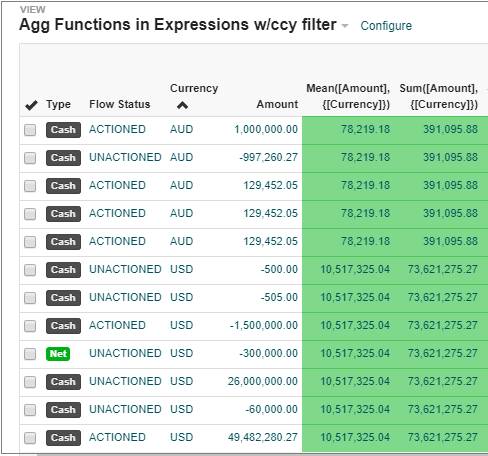 VIEW
Agg Functions in Expressions w/ccy filter Configure
Currency Mean([Amount], Sum([Amount],
Type Flow Status Amount {[Currency]}) {[Currency]})
Cash ACTIONED AUD 1,000,000.00 78,219.18 391,095.88
Cash UNACTIONED AUD -997,260.27 78,219.18 391,095.88
Cash ACTIONED AUD 129,452.05 78,219.18 391,095.88
Cash ACTIONED AUD 129,452.05 78,219.18 391,095.88
Cash ACTIONED AUD 129,452.05 78,219.18 391,095.88
Cash UNACTIONED USD -500.00 10,517,325.04 73,621,275.27
Cash UNACTIONED USD -505.00 10,517,325.04 73,621,275.27
Cash ACTIONED USD -1,500,000.00 10,517,325.04 73,621,275.27
Net UNACTIONED USD -300,000.00 10,517,325.04 73,621,275.27
Cash UNACTIONED USD 26,000,000.00 10,517,325.04 73,621,275.27
Cash UNACTIONED USD -60,000.00 10,517,325.04 73,621,275.27
Cash ACTIONED USD 49,482,280.27 10,517,325.04 73,621,275.27